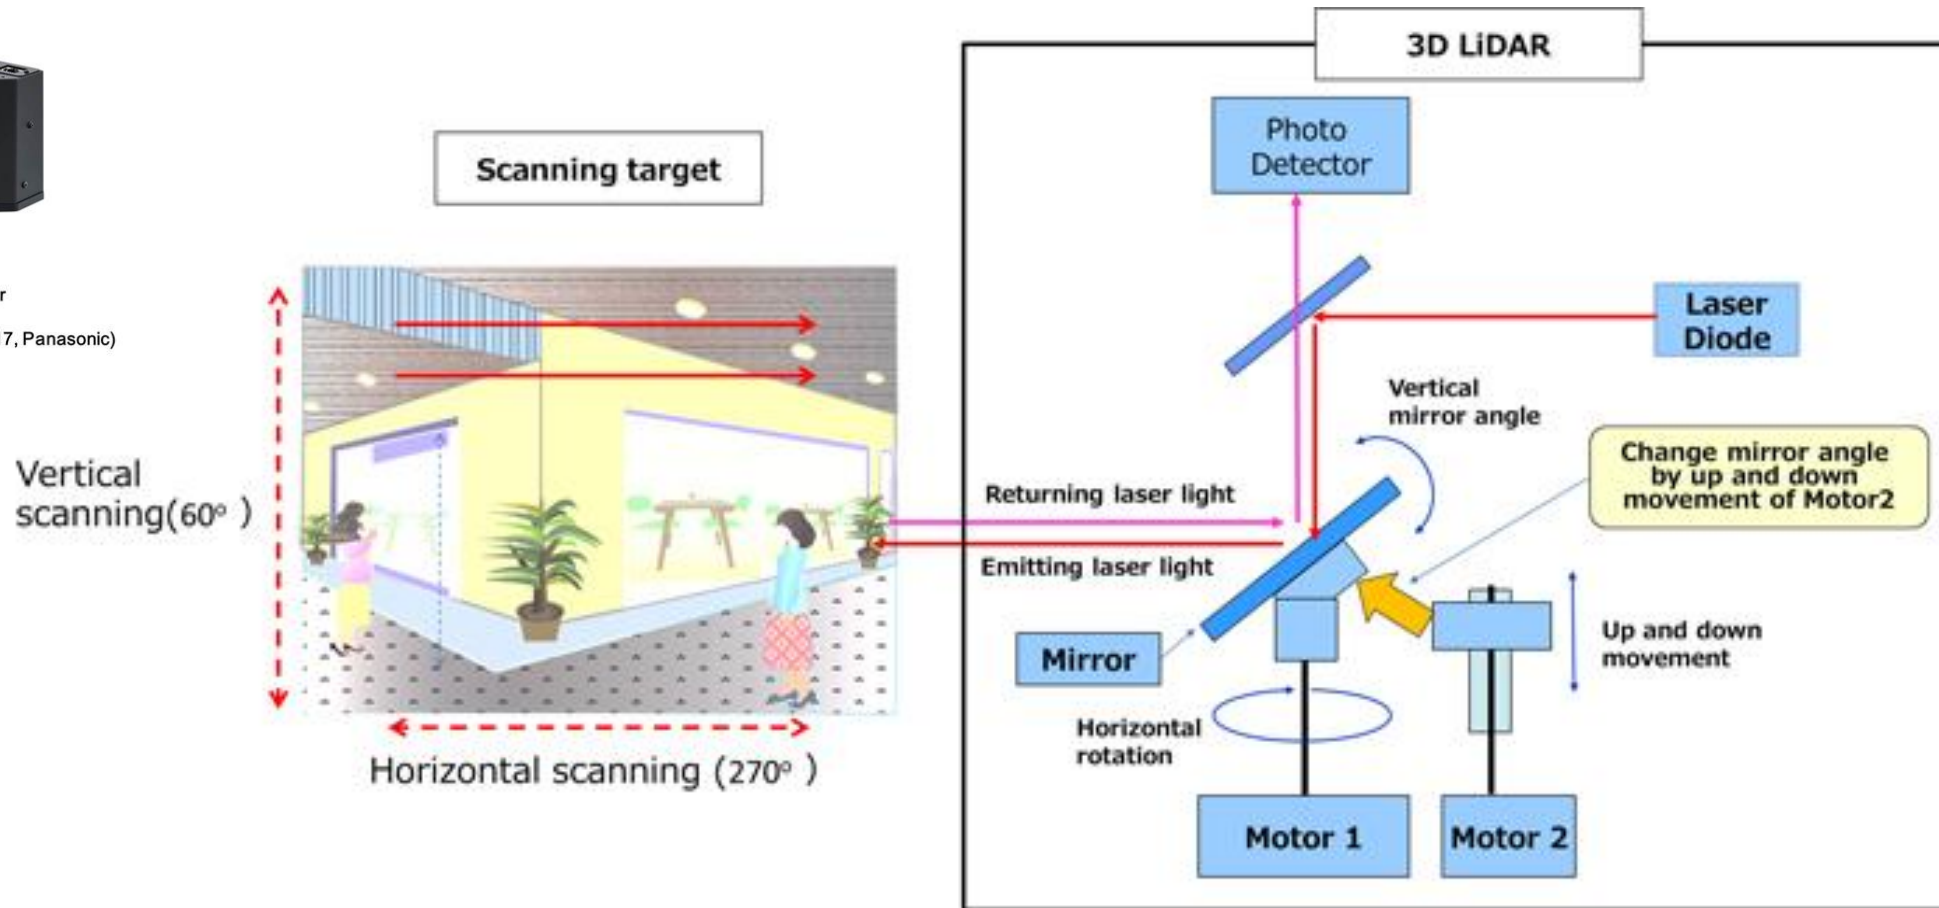 3D LiDAR
Photo
Detector
Scanning target
r
17, Panasonic)
Laser
Diode
Vertical
mirror angle
Change mirror angle
by up and down
movement of Motor2
Vertical
scanning(60° )
Returning laser light
Emitting laser light
Up and down
movement
Mirror
Horizontal
rotation
Horizontal scanning (270° )
Motor 1
Motor 2